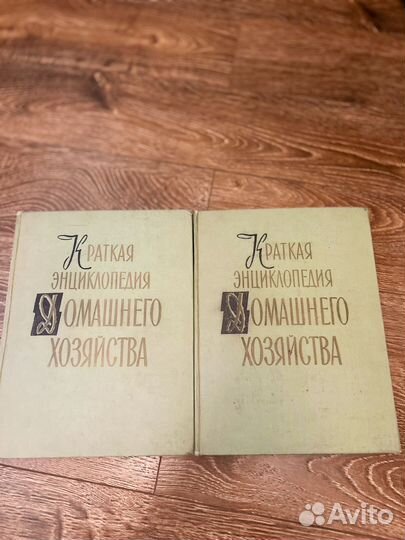 Краткая
энциклопедия
домашнего
хозяйства
Краткая
энциклопедия
домашнего
хозяйства
Avito